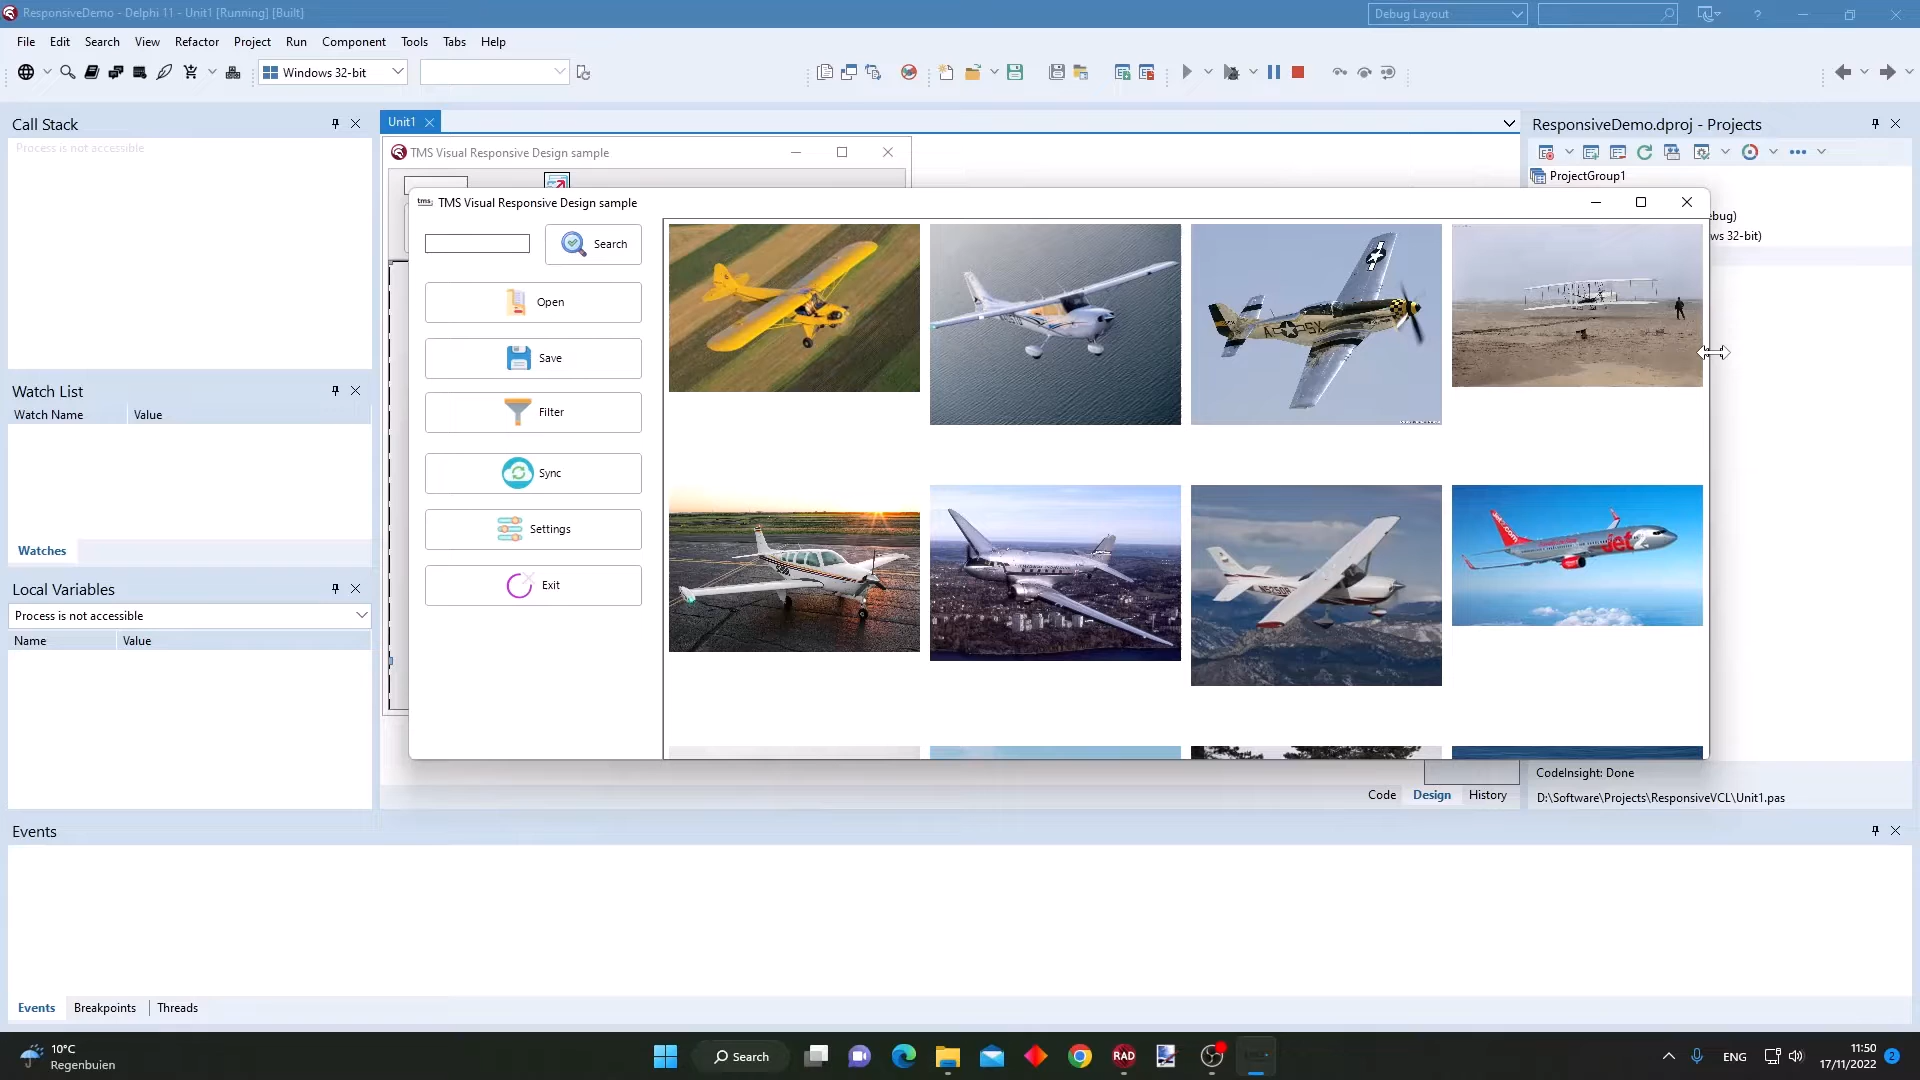 ResponsiveDemo - Delphi 11 - Unit1 [Running] [Built]
Debug Layout
File Edit Search View Refactor Project Run Component Tools Tabs Help
Windows 32-bit
Call Stack
Process is not accessible
Unit1
ResponsiveDemo.dproj - Projects
TMS Visual Responsive Design sample
ProjectGroup1
tms TMS Visual Responsive Design sample
ebug)
ws 32-bit)
Search
Open
Save
Filter
Sync
Settings
Exit
Jet2
Watch List
Watch Name Value
Watches
Local Variables
Process is not accessible
Name Value
CodeInsight: Done
Code Design History
D:\Software\Projects\ResponsiveVCL\Unit1.pas
Events
Events Breakpoints Threads
10°C
Regenbuien
Search
RAD
ENG
11:50
17/11/2022
2